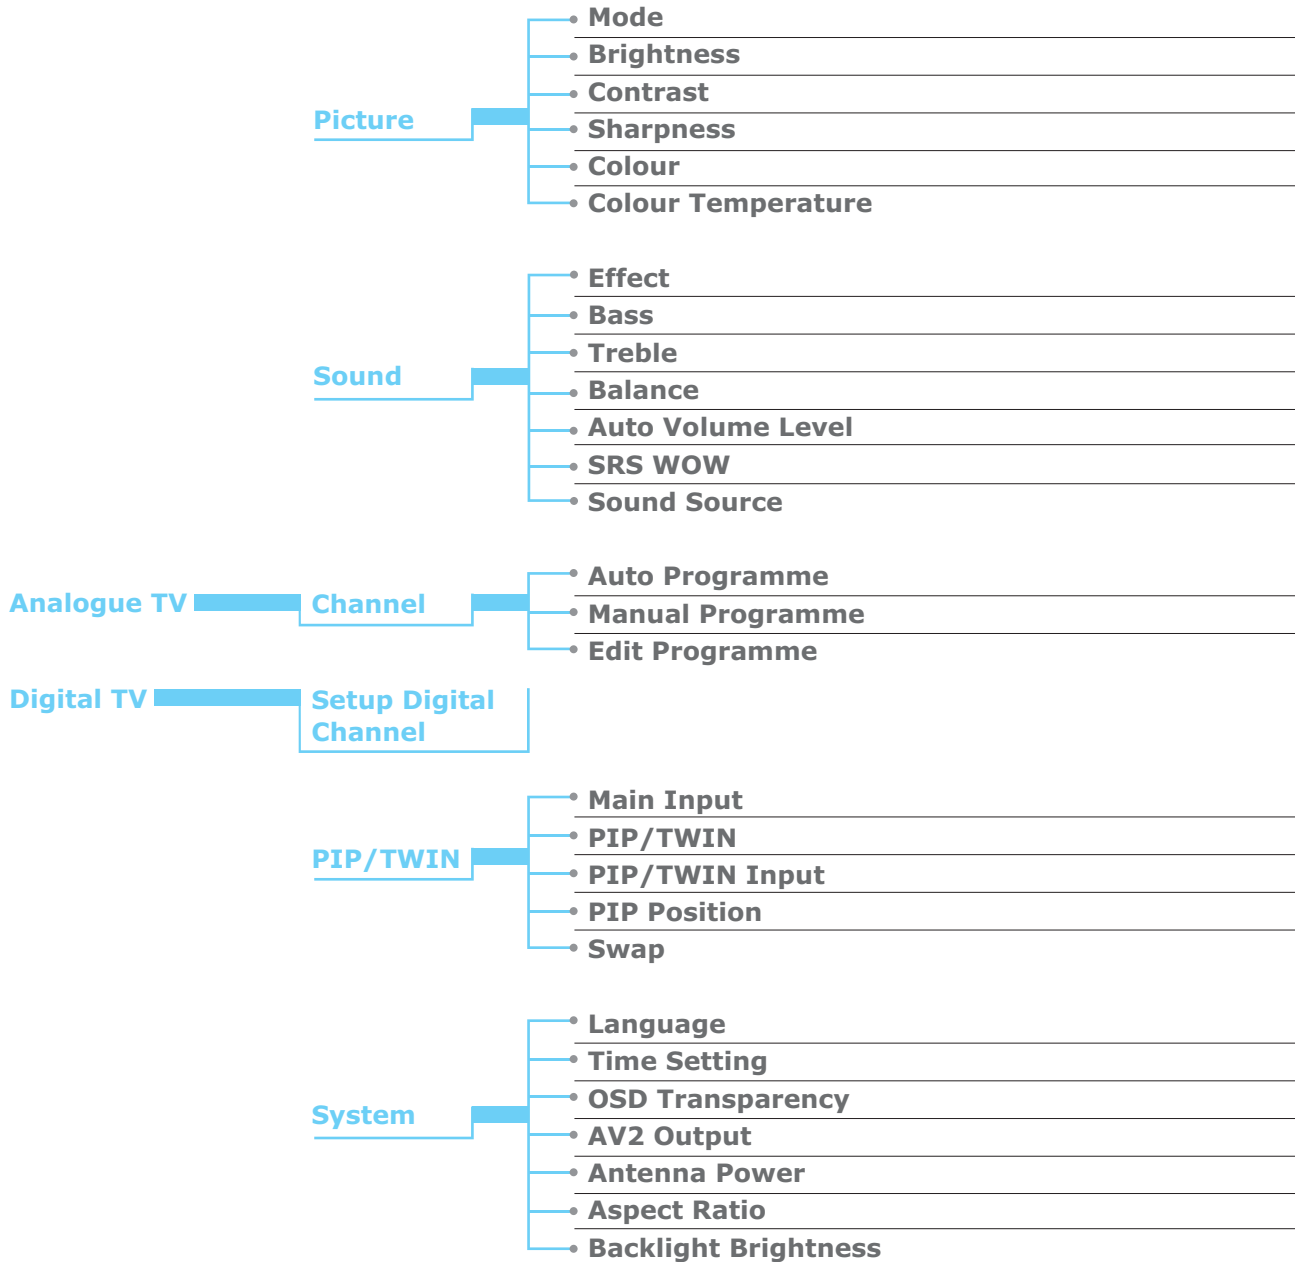 Picture
Mode
Brightness
Contrast
Sharpness
Colour
Colour Temperature
Sound
Effect
Bass
Treble
Balance
Auto Volume Level
SRS WOW
Sound Source
Analogue TV
Channel
Auto Programme
Manual Programme
Edit Programme
Digital TV
Setup Digital
Channel
PIP/TWIN
Main Input
PIP/TWIN
PIP/TWIN Input
PIP Position
Swap
System
Language
Time Setting
OSD Transparency
AV2 Output
Antenna Power
Aspect Ratio
Backlight Brightness